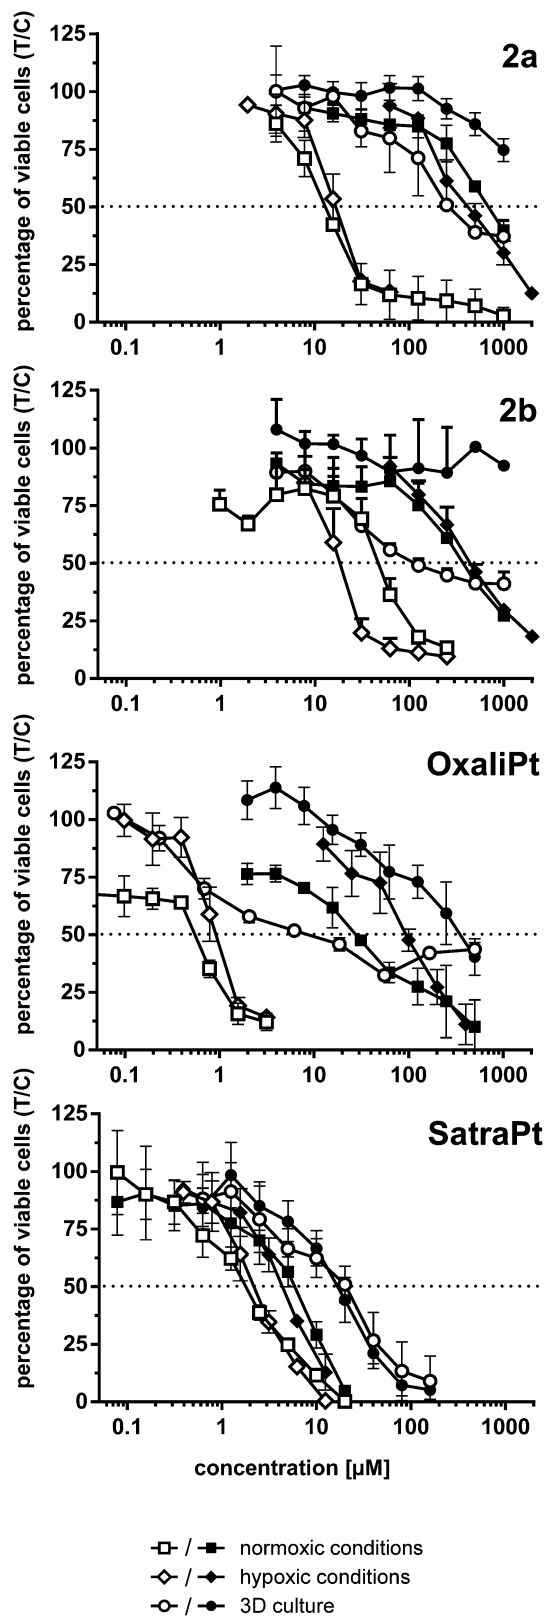 percentage of viable cells (T/C)
2a
125
100
75
50
25
0
0.1 1 10 100 1000
percentage of viable cells (T/C)
2b
125
100
75
50
25
0
0.1 1 10 100 1000
percentage of viable cells (T/C)
OxaliPt
125
100
75
50
25
0
0.1 1 10 100 1000
percentage of viable cells (T/C)
SatraPt
125
100
75
50
25
0
0.1 1 10 100 1000
concentration [µM]
/ normoxic conditions
/ hypoxic conditions
/ 3D culture